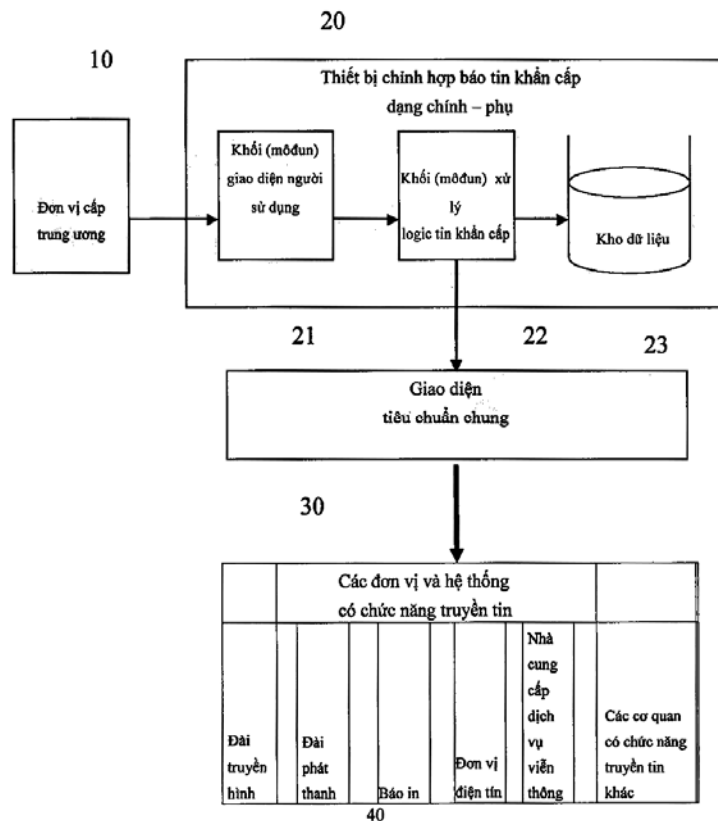 20
10
Thiết bị chỉnh hợp báo tin khẩn cấp
dạng chính – phụ
Khối (môđun)
giao diện người
sử dụng
Khối (môđun) xử
lý
logic tin khẩn cấp
Đơn vị cấp
trung ương
Kho dữ liệu
21
22
23
Giao diện
tiêu chuẩn chung
30
Các đơn vị và hệ thống
có chức năng truyền tin
Đài
truyền
hình
Đài
phát
thanh
Báo in
Đơn vị
điện tín
Nhà
cung
cấp
dịch
vụ
viễn
thông
Các cơ quan
có chức năng
truyền tin
khác
40